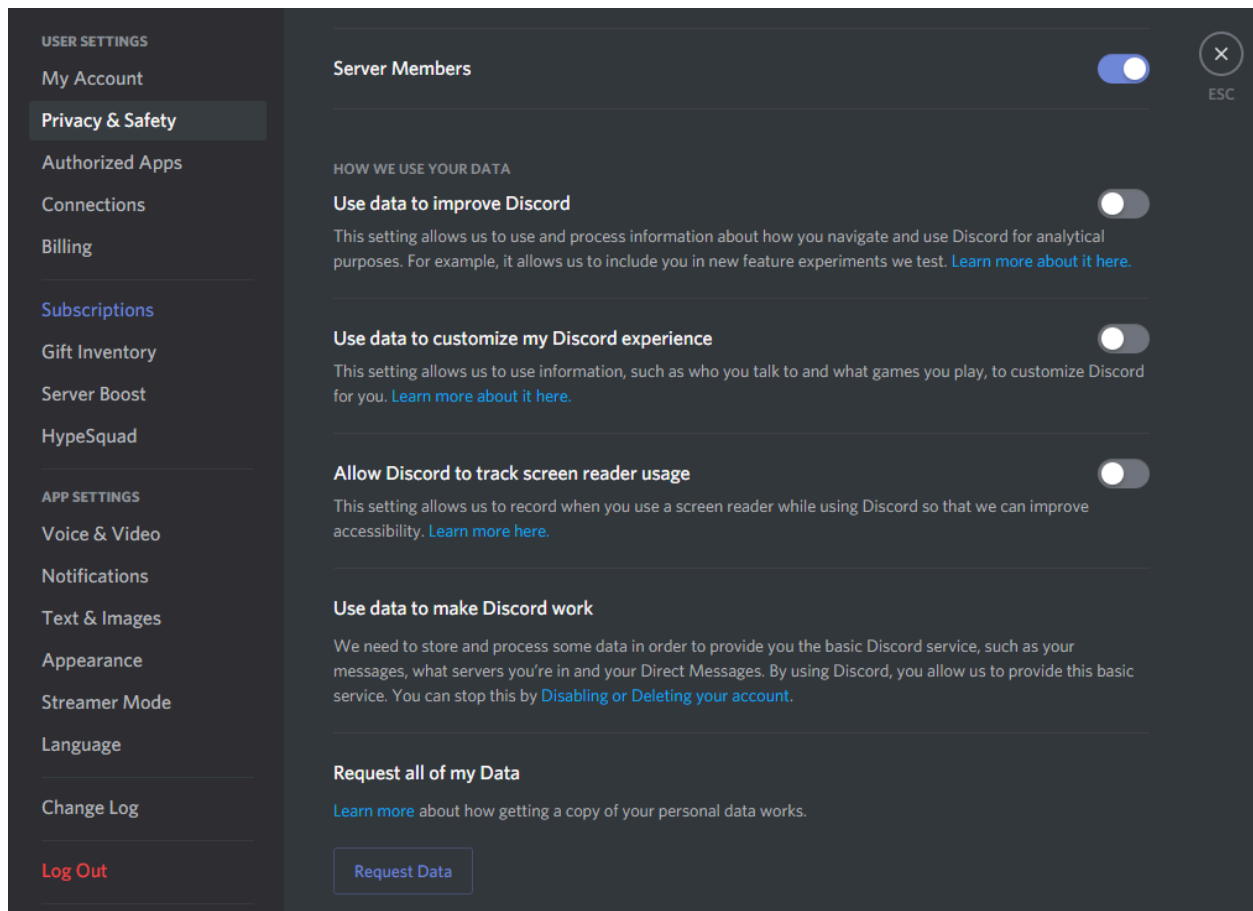 USER SETTINGS
My Account
Privacy & Safety
Authorized Apps
Connections
Billing
Subscriptions
Gift Inventory
Server Boost
HypeSquad
APP SETTINGS
Voice & Video
Notifications
Text & Images
Appearance
Streamer Mode
Language
Change Log
Log Out
Server Members
ESC
HOW WE USE YOUR DATA
Use data to improve Discord
This setting allows us to use and process information about how you navigate and use Discord for analytical
purposes. For example, it allows us to include you in new feature experiments we test. Learn more about it here.
Use data to customize my Discord experience
This setting allows us to use information, such as who you talk to and what games you play, to customize Discord
for you. Learn more about it here.
Allow Discord to track screen reader usage
This setting allows us to record when you use a screen reader while using Discord so that we can improve
accessibility. Learn more here.
Use data to make Discord work
We need to store and process some data in order to provide you the basic Discord service, such as your
messages, what servers you're in and your Direct Messages. By using Discord, you allow us to provide this basic
service. You can stop this by Disabling or Deleting your account.
Request all of my Data
Learn more about how getting a copy of your personal data works.
Request Data